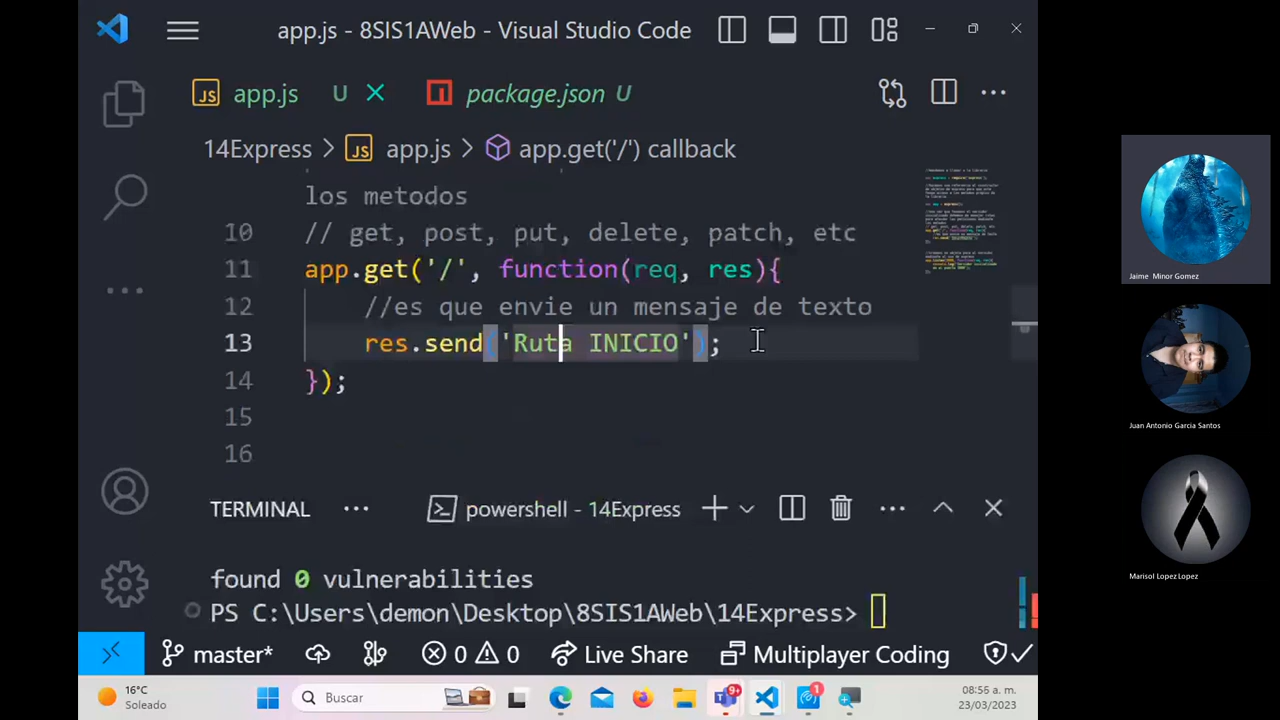 app.js - 8SIS1AWeb - Visual Studio Code
JS app.js U package.json U
14Express > JS app.js > app.get('/') callback
los metodos
10 // get, post, put, delete, patch, etc
11 app.get('/', function(req, res){
12 //es que envie un mensaje de texto
13 res.send('Ruta INICIO');
14 });
15
16
TERMINAL powershell - 14Express
found 0 vulnerabilities
PS C:\Users\demon\Desktop\8SIS1AWeb\14Express>
master* 0 0 Live Share Multiplayer Coding
16°C
Soleado
Buscar
9+
1
08:56 a. m.
23/03/2023
Jaime Minor Gomez
Juan Antonio Garcia Santos
Marisol Lopez Lopez